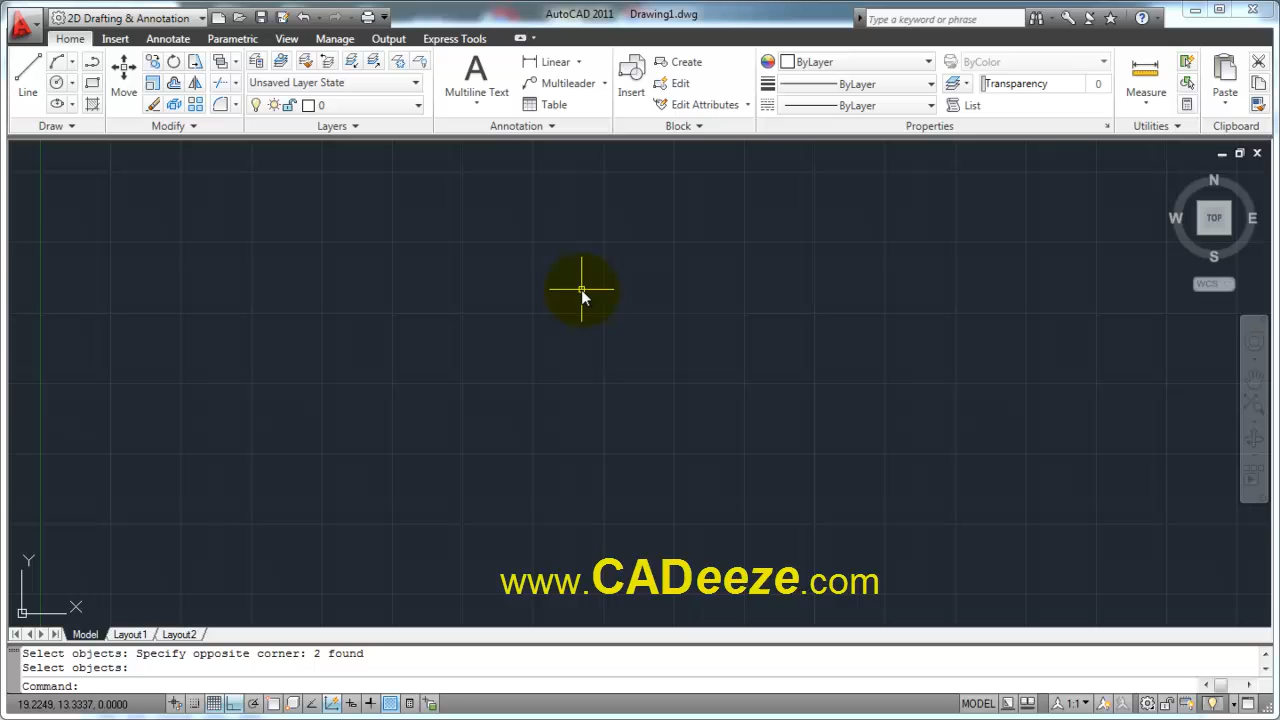 2D Drafting & Annotation
AutoCAD 2011 Drawing1.dwg
Type a keyword or phrase
Home Insert Annotate Parametric View Manage Output Express Tools
Line
Move
Unsaved Layer State
0
A
Multiline Text
Linear
Multileader
Table
Insert
Create
Edit
Edit Attributes
ByLayer
ByLayer
ByLayer
ByColor
Transparency 0
List
Measure
Paste
Draw Modify Layers Annotation Block Properties Utilities Clipboard
N
W TOP E
S
WCS
www.CADeeze.com
Y
X
Model Layout1 Layout2
Select objects: Specify opposite corner: 2 found
Select objects:
Command:
19.2249, 13.3337, 0.0000
MODEL
1:1